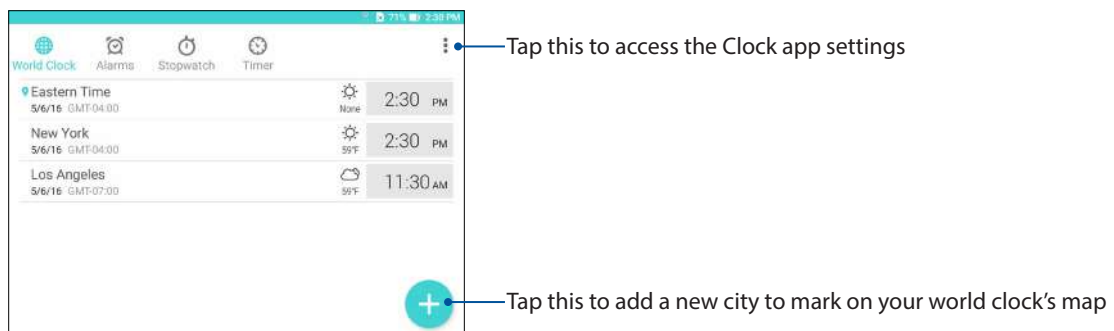 71% 2:30 PM
World Clock Alarms Stopwatch Timer
Tap this to access the Clock app settings
Eastern Time
5/6/16 GMT-04:00
None
2:30 PM
New York
5/6/16 GMT-04:00
59°F
2:30 PM
Los Angeles
5/6/16 GMT-07:00
59°F
11:30 AM
Tap this to add a new city to mark on your world clock's map